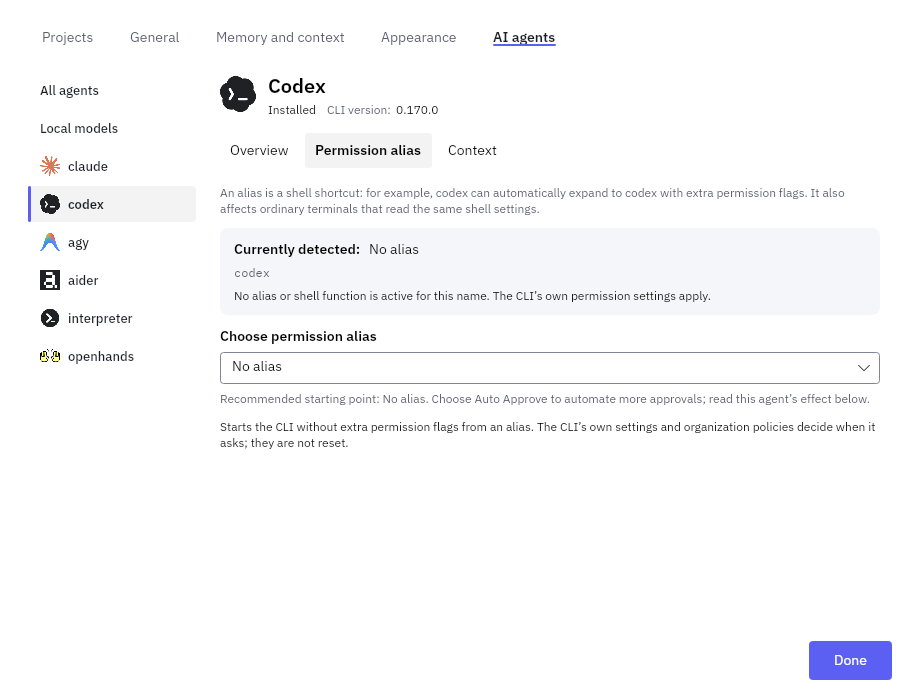 Projects
General
Memory and context
Appearance
AI agents
All agents
Local models
claude
codex
agy
aider
interpreter
openhands
Codex
Installed CLI version: 0.170.0
Overview
Permission alias
Context
An alias is a shell shortcut: for example, codex can automatically expand to codex with extra permission flags. It also
affects ordinary terminals that read the same shell settings.
Currently detected: No alias
codex
No alias or shell function is active for this name. The CLI’s own permission settings apply.
Choose permission alias
No alias
Recommended starting point: No alias. Choose Auto Approve to automate more approvals; read this agent’s effect below.
Starts the CLI without extra permission flags from an alias. The CLI’s own settings and organization policies decide when it
asks; they are not reset.
Done